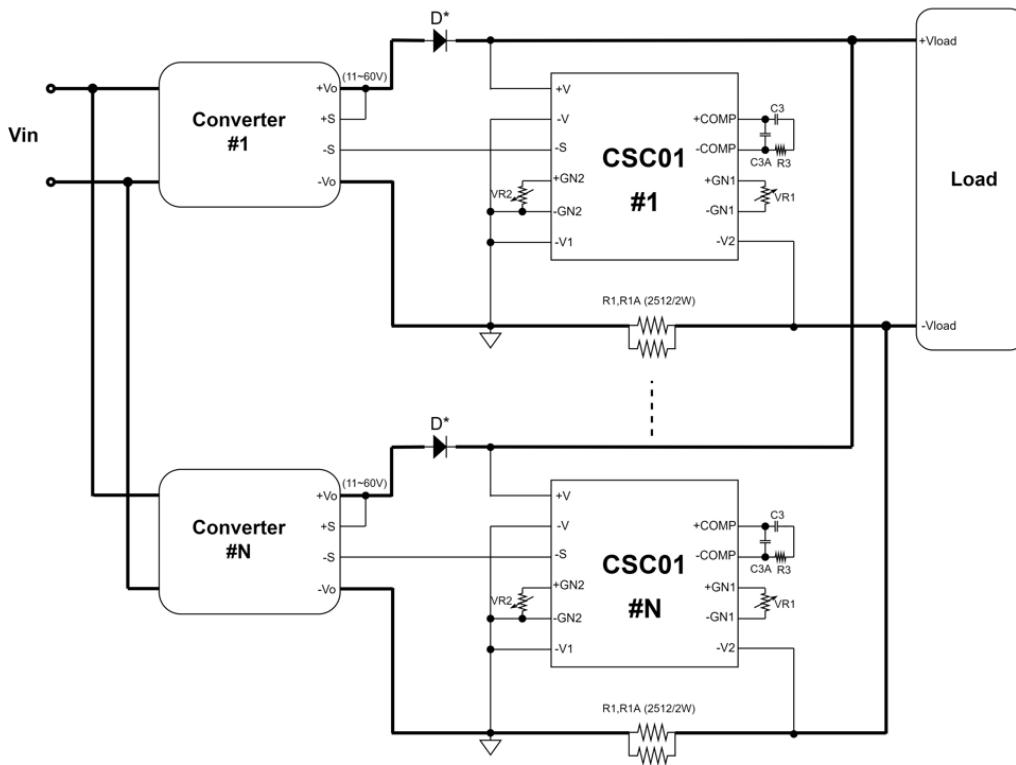 D*
Load
+Vload
(11~60V)
+Vo
+S
-S
-Vo
Converter
#1
Vin
+V
-V
-S
+GN2
-GN2
-V1
VR2
CSC01
#1
+COMP
-COMP
+GN1
-GN1
-V2
C3
C3A
R3
VR1
R1,R1A (2512/2W)
-Vload
D*
(11~60V)
+Vo
+S
-S
-Vo
Converter
#N
+V
-V
-S
+GN2
-GN2
-V1
VR2
CSC01
#N
+COMP
-COMP
+GN1
-GN1
-V2
C3
C3A
R3
VR1
R1,R1A (2512/2W)